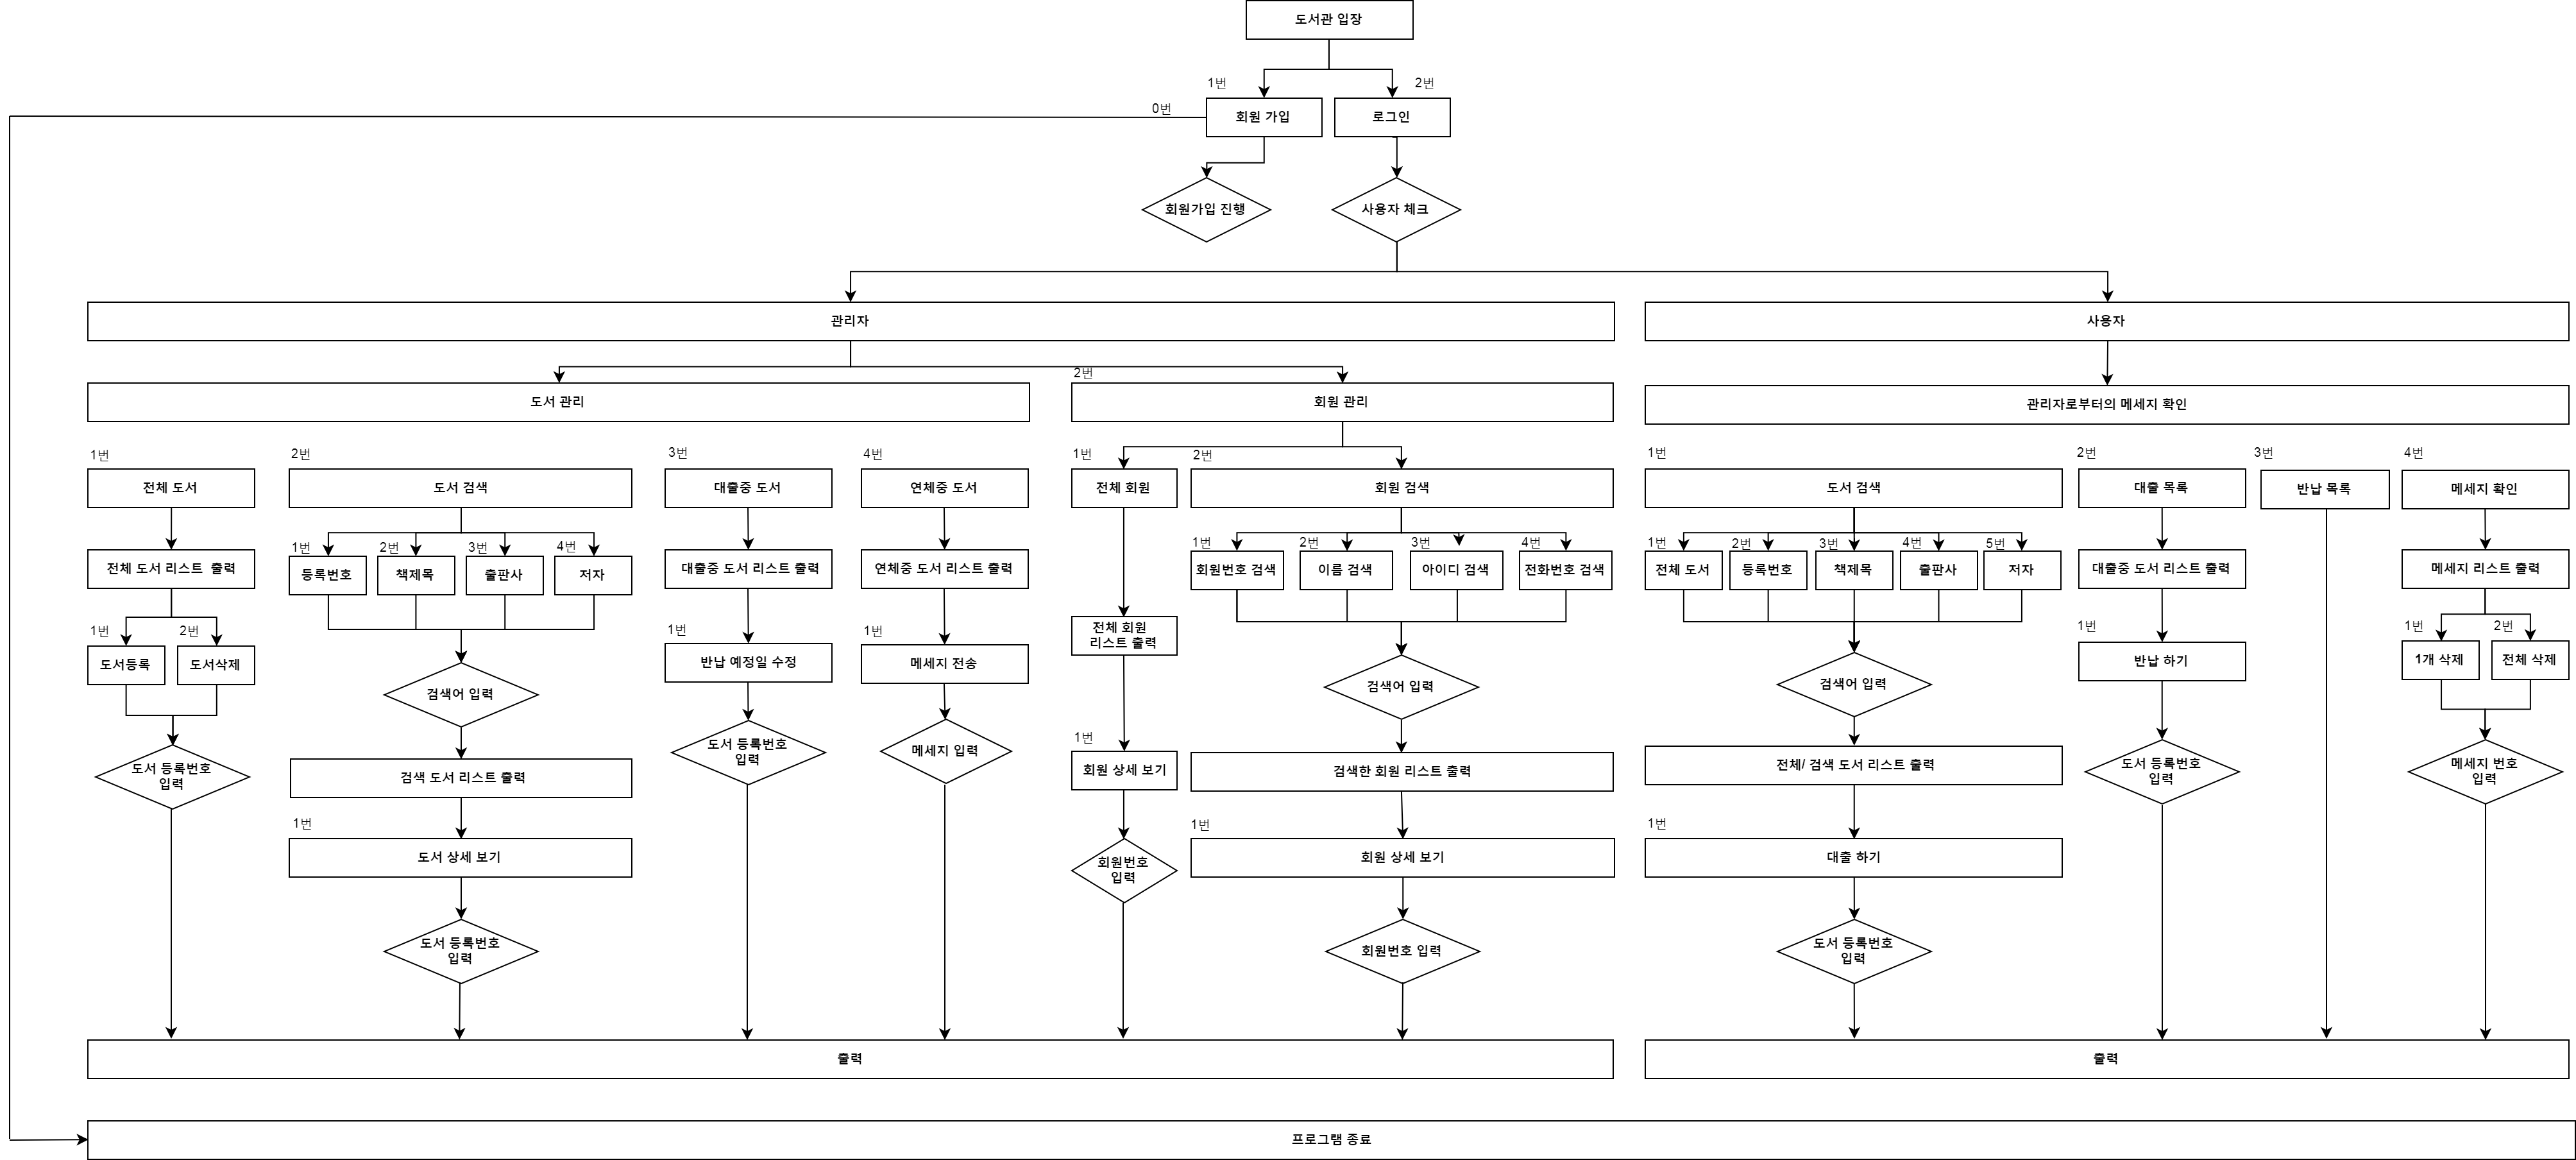 도서관 입장
1번
2번
0번
회원 가입
로그인
회원가입 진행
사용자 체크
관리자
사용자
2번
도서 관리
회원 관리
관리자로부터의 메세지 확인
1번
2번
3번
4번
1번
2번
1번
2번
3번
4번
전체 도서
도서 검색
대출중 도서
연체중 도서
전체 회원
회원 검색
도서 검색
대출 목록
반납 목록
메세지 확인
1번
2번
3번
4번
1번
2번
3번
4번
1번
2번
3번
4번
5번
전체 도서 리스트 출력
등록번호
책제목
출판사
저자
대출중 도서 리스트 출력
연체중 도서 리스트 출력
회원번호 검색
이름 검색
아이디 검색
전화번호 검색
전체 도서
등록번호
책제목
출판사
저자
대출중 도서 리스트 출력
메세지 리스트 출력
1번
2번
1번
1번
전체 회원
리스트 출력
1번
1번
2번
도서등록
도서삭제
반납 예정일 수정
메세지 전송
반납 하기
1개 삭제
전체 삭제
검색어 입력
검색어 입력
검색어 입력
도서 등록번호
입력
검색 도서 리스트 출력
도서 등록번호
입력
메세지 입력
1번
회원 상세 보기
검색한 회원 리스트 출력
전체/ 검색 도서 리스트 출력
도서 등록번호
입력
메세지 번호
입력
1번
1번
1번
도서 상세 보기
회원번호
입력
회원 상세 보기
대출 하기
도서 등록번호
입력
회원번호 입력
도서 등록번호
입력
출력
출력
프로그램 종료